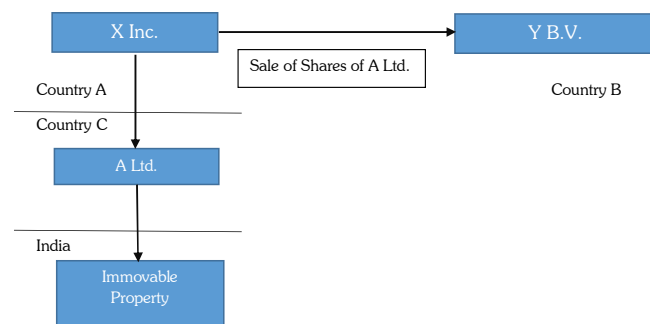 X Inc.
Y B.V.
Sale of Shares of A Ltd.
Country A
Country B
Country C
A Ltd.
India
Immovable
Property